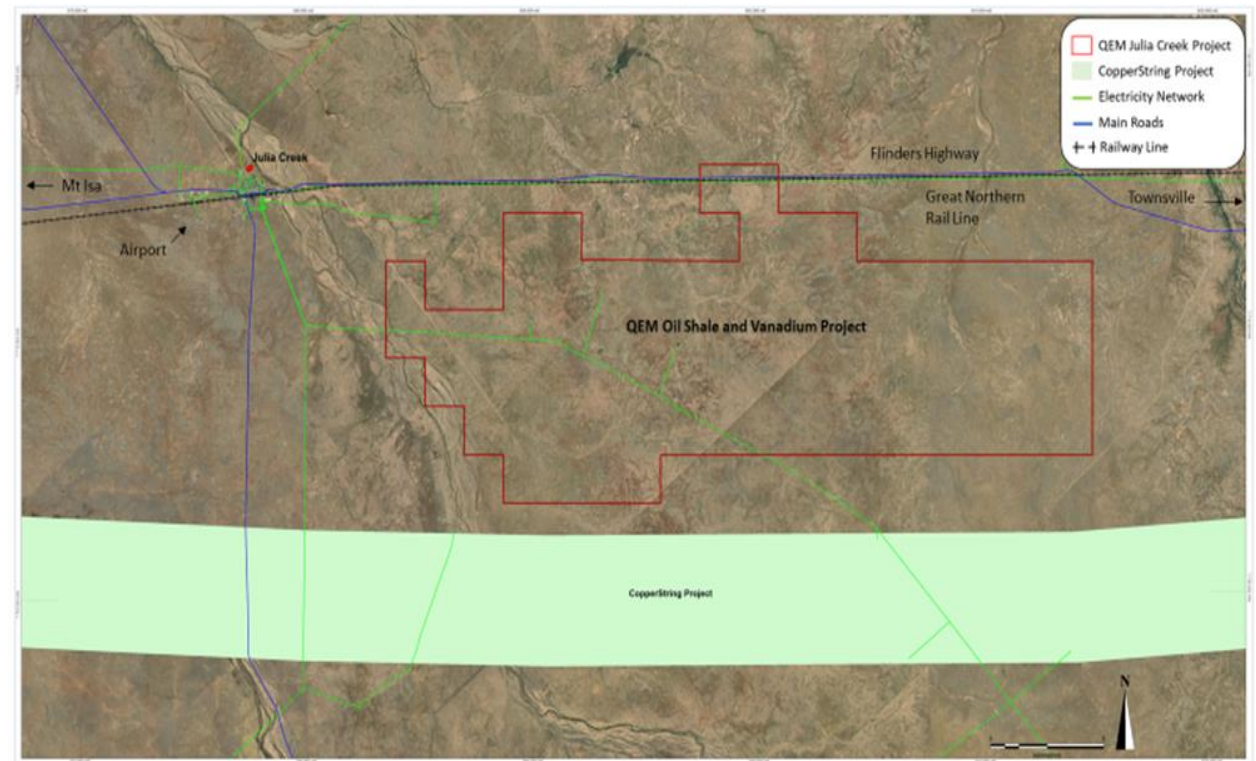 QEM Julia Creek Project
CopperString Project
Electricity Network
Main Roads
Railway Line
Julia Creek
Flinders Highway
Mt Isa
Great Northern
Rail Line
Townsville
Airport
QEM Oil Shale and Vanadium Project
CopperString Project
N